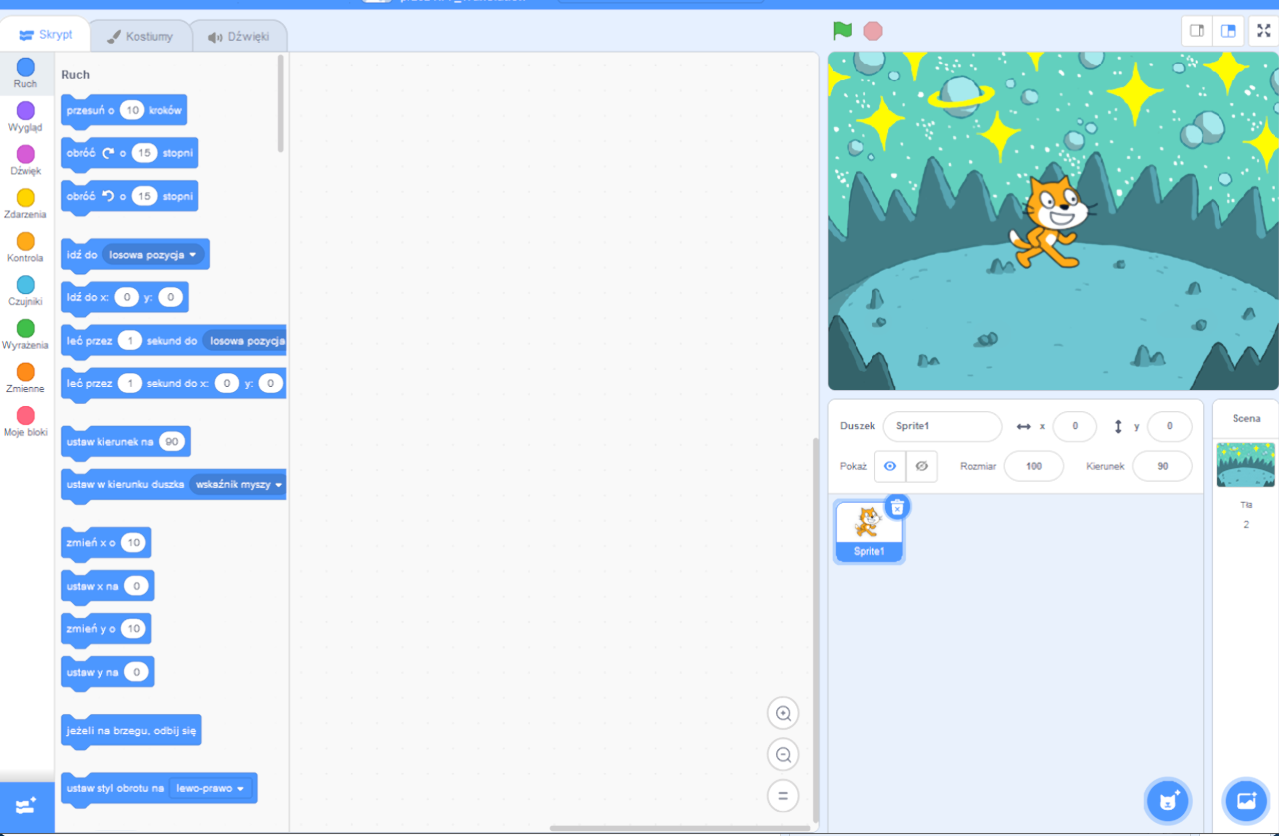 Skrypt
Kostiumy
Dźwięki
Ruch
Wygląd
Dźwięk
Zdarzenia
Kontrola
Czujniki
Wyrażenia
Zmienne
Moje bloki
Ruch
przesuń o 10 kroków
obróć o 15 stopni
obróć o 15 stopni
idź do losowa pozycja
idź do x: 0 y: 0
leć przez 1 sekund do losowa pozycja
leć przez 1 sekund do x: 0 y: 0
ustaw kierunek na 90
ustaw w kierunku duszka wskaźnik myszy
zmień x o 10
ustaw x na 0
zmień y o 10
ustaw y na 0
jeżeli na brzegu, odbij się
ustaw styl obrotu na lewo-prawo
Duszek Sprite1 x 0 y 0
Pokaż Rozmiar 100 Kierunek 90
Sprite1
Scena
Tła
2